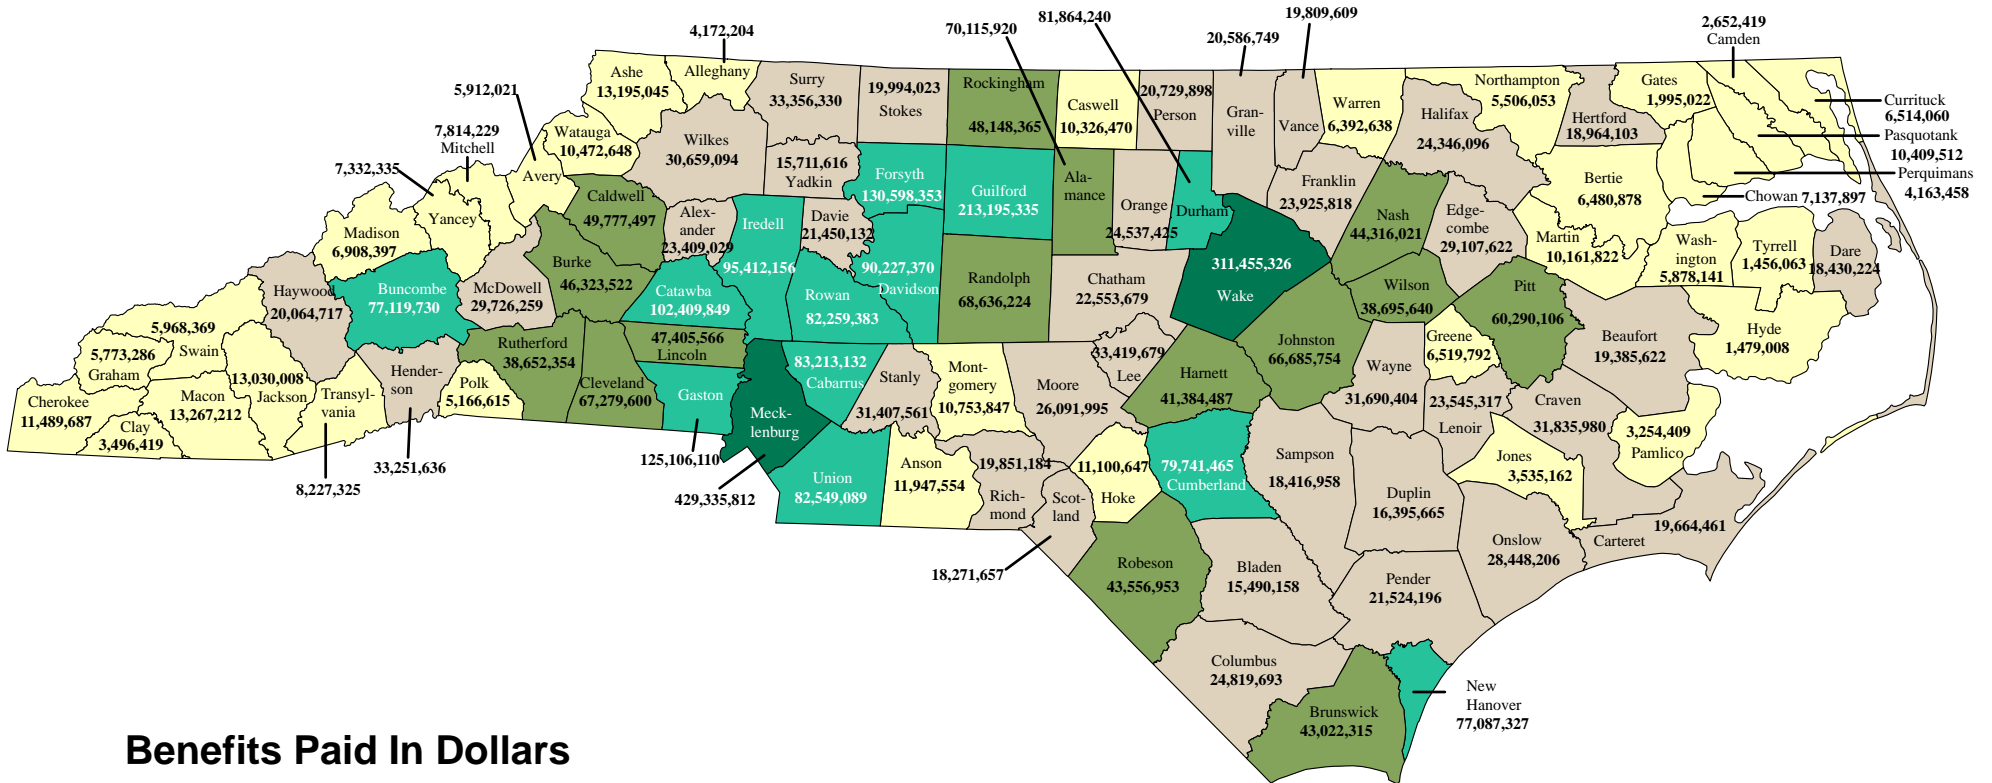 4,172,204
70,115,920
81,864,240
19,809,609
20,586,749
2,652,419
Camden
Ashe
13,195,045
Alleghany
Surry
33,356,330
19,994,023
Stokes
Rockingham
48,148,365
Caswell
10,326,470
20,729,898
Person
Gran-
ville
Vance
Warren
6,392,638
Halifax
24,346,096
Northampton
5,506,053
Hertford
18,964,103
Gates
1,995,022
Currituck
6,514,060
Pasquotank
10,409,512
Perquimans
4,163,458
Chowan 7,137,897
5,912,021
7,814,229
Mitchell
7,332,335
Watauga
10,472,648
Avery
Wilkes
30,659,094
15,711,616
Yadkin
Forsyth
130,598,353
Guilford
213,195,335
Ala-
mance
Orange
24,537,425
Durham
Franklin
23,925,818
Nash
44,316,021
Edge-
combe
29,107,622
Bertie
6,480,878
Martin
10,161,822
Wash-
ington
5,878,141
Tyrrell
1,456,063
Dare
18,430,224
Madison
6,908,397
Yancey
Caldwell
49,777,497
Alex-
ander
23,409,029
Iredell
95,412,156
Davie
21,450,132
90,227,370
Davidson
Randolph
68,636,224
Chatham
22,553,679
311,455,326
Wake
Wilson
38,695,640
Pitt
60,290,106
Beaufort
19,385,622
Hyde
1,479,008
Haywood
20,064,717
Buncombe
77,119,730
McDowell
29,726,259
Burke
46,323,522
Catawba
102,409,849
Rowan
82,259,383
Johnston
66,685,754
Wayne
31,690,404
Greene
6,519,792
5,968,369
Swain
5,773,286
Graham
13,030,008
Jackson
Cherokee
11,489,687
Clay
3,496,419
Macon
13,267,212
Transyl-
vania
8,227,325
Hender-
son
33,251,636
Polk
5,166,615
Rutherford
38,652,354
Cleveland
67,279,600
47,405,566
Lincoln
Gaston
125,106,110
Meck-
lenburg
429,335,812
83,213,132
Cabarrus
Stanly
31,407,561
Mont-
gomery
10,753,847
Moore
26,091,995
33,419,679
Lee
Harnett
41,384,487
23,545,317
Lenoir
Craven
31,835,980
3,254,409
Pamlico
Jones
3,535,162
Union
82,549,089
Anson
11,947,554
19,851,184
Rich-
mond
Scot-
land
18,271,657
11,100,647
Hoke
79,741,465
Cumberland
Sampson
18,416,958
Duplin
16,395,665
Onslow
28,448,206
Carteret
19,664,461
Robeson
43,556,953
Bladen
15,490,158
Pender
21,524,196
Columbus
24,819,693
Brunswick
43,022,315
New
Hanover
77,087,327
Benefits Paid In Dollars